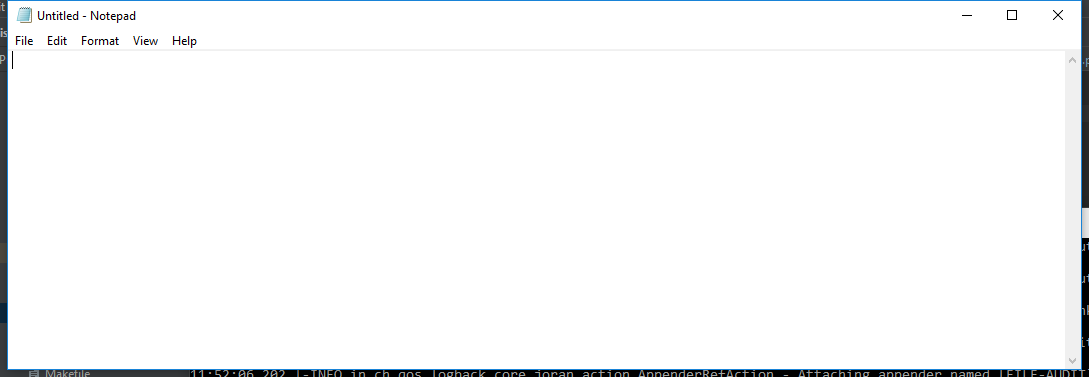 Untitled - Notepad
File Edit Format View Help
Makefile
11:52:06,202 |-INFO in ch.qos.logback.core.joran.action.AppenderRefAction - Attaching appender named [FILE-AUDIT